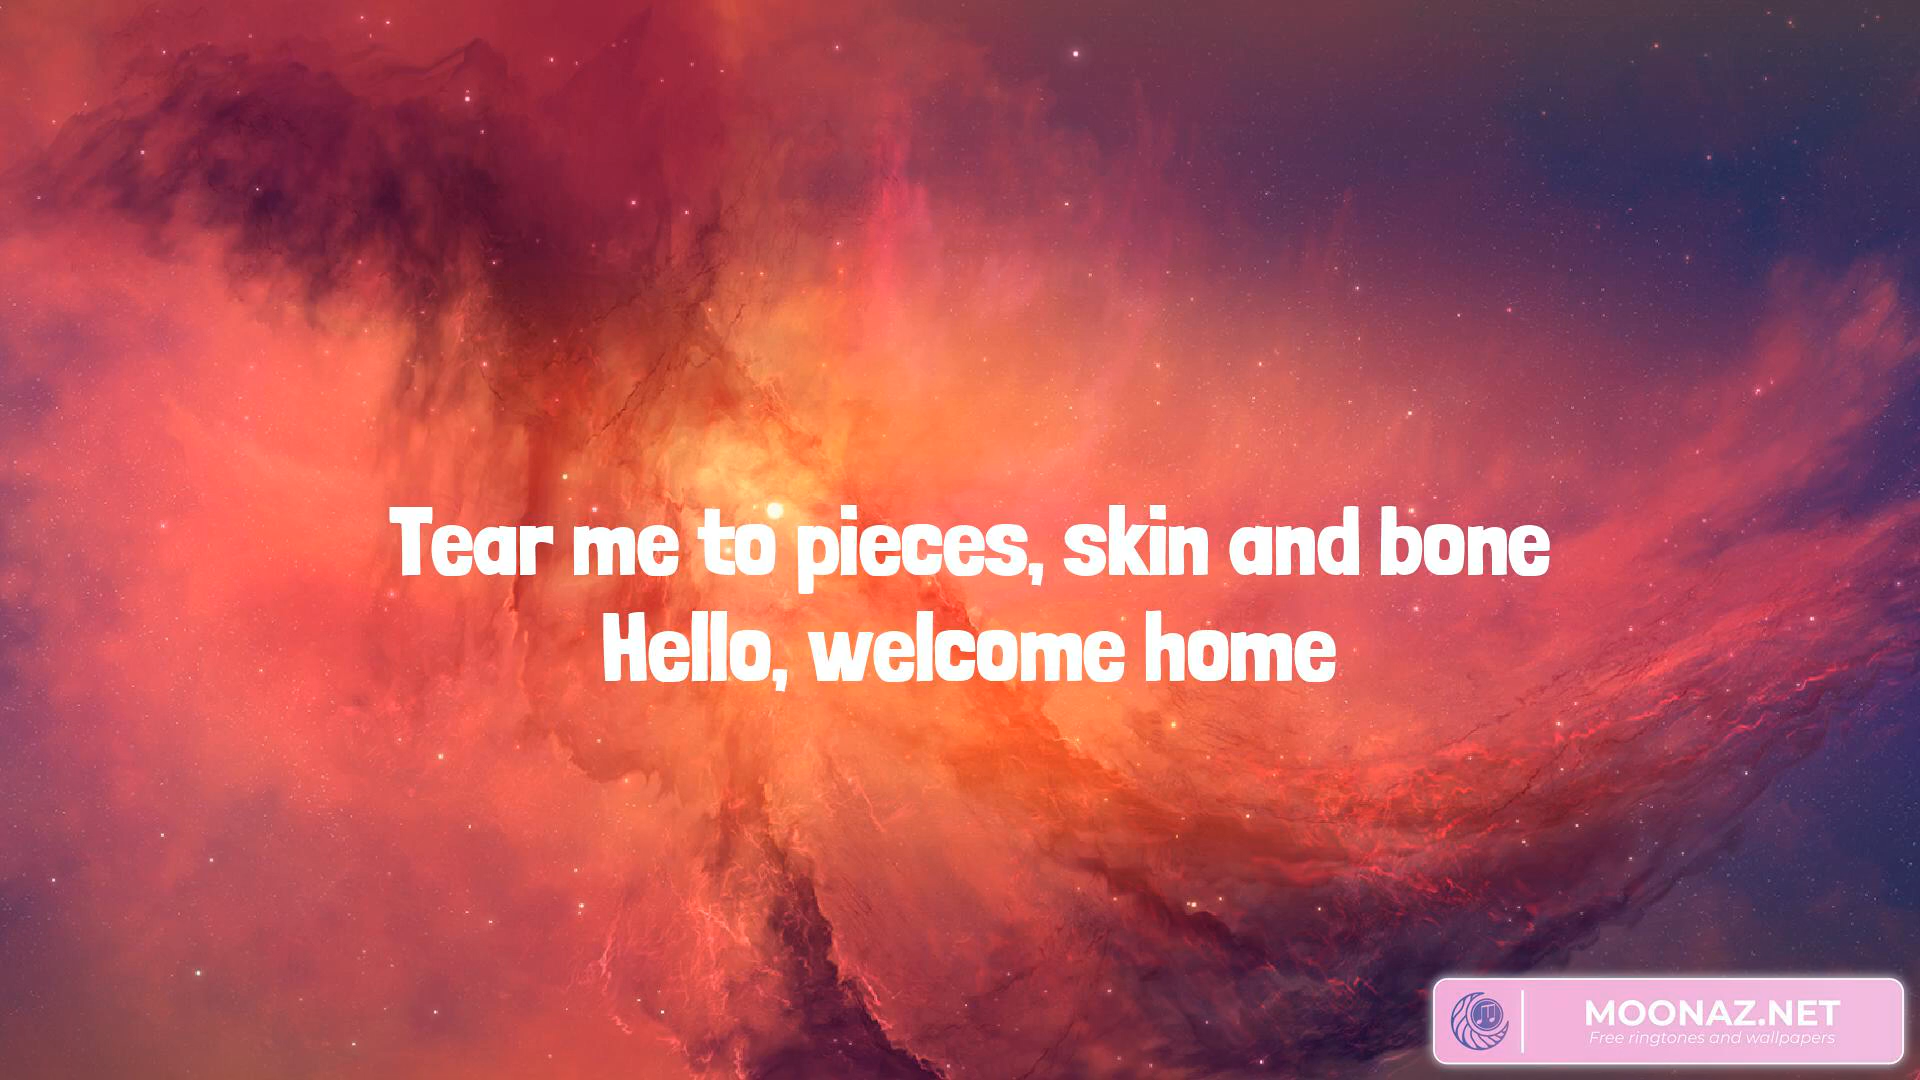 Tear me to pieces, skin and bone
Hello, welcome home
MOONAZ.NET
Free ringtones and wallpapers